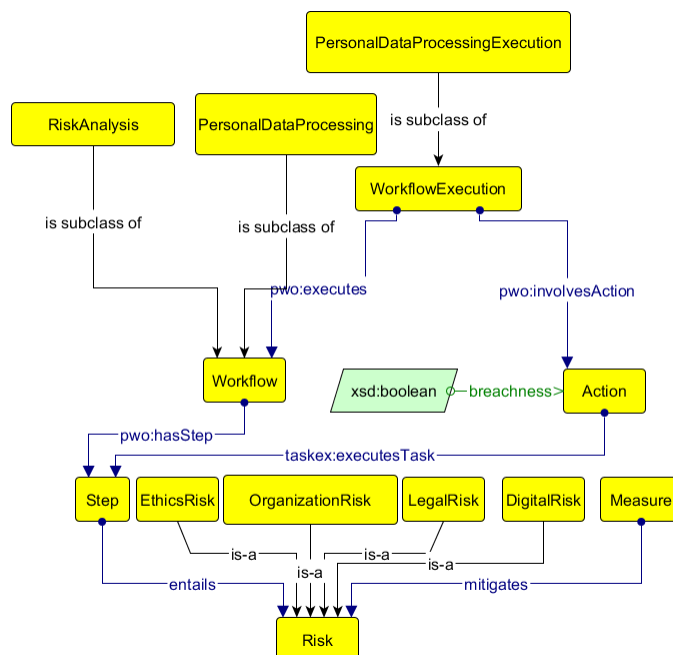 PersonalDataProcessingExecution
is subclass of
RiskAnalysis
PersonalDataProcessing
WorkflowExecution
is subclass of
is subclass of
pwo:executes
pwo:involvesAction
Workflow
xsd:boolean
breachness
Action
pwo:hasStep
taskex:executesTask
Step
EthicsRisk
OrganizationRisk
LegalRisk
DigitalRisk
Measure
is-a
is-a
is-a
is-a
entails
mitigates
Risk